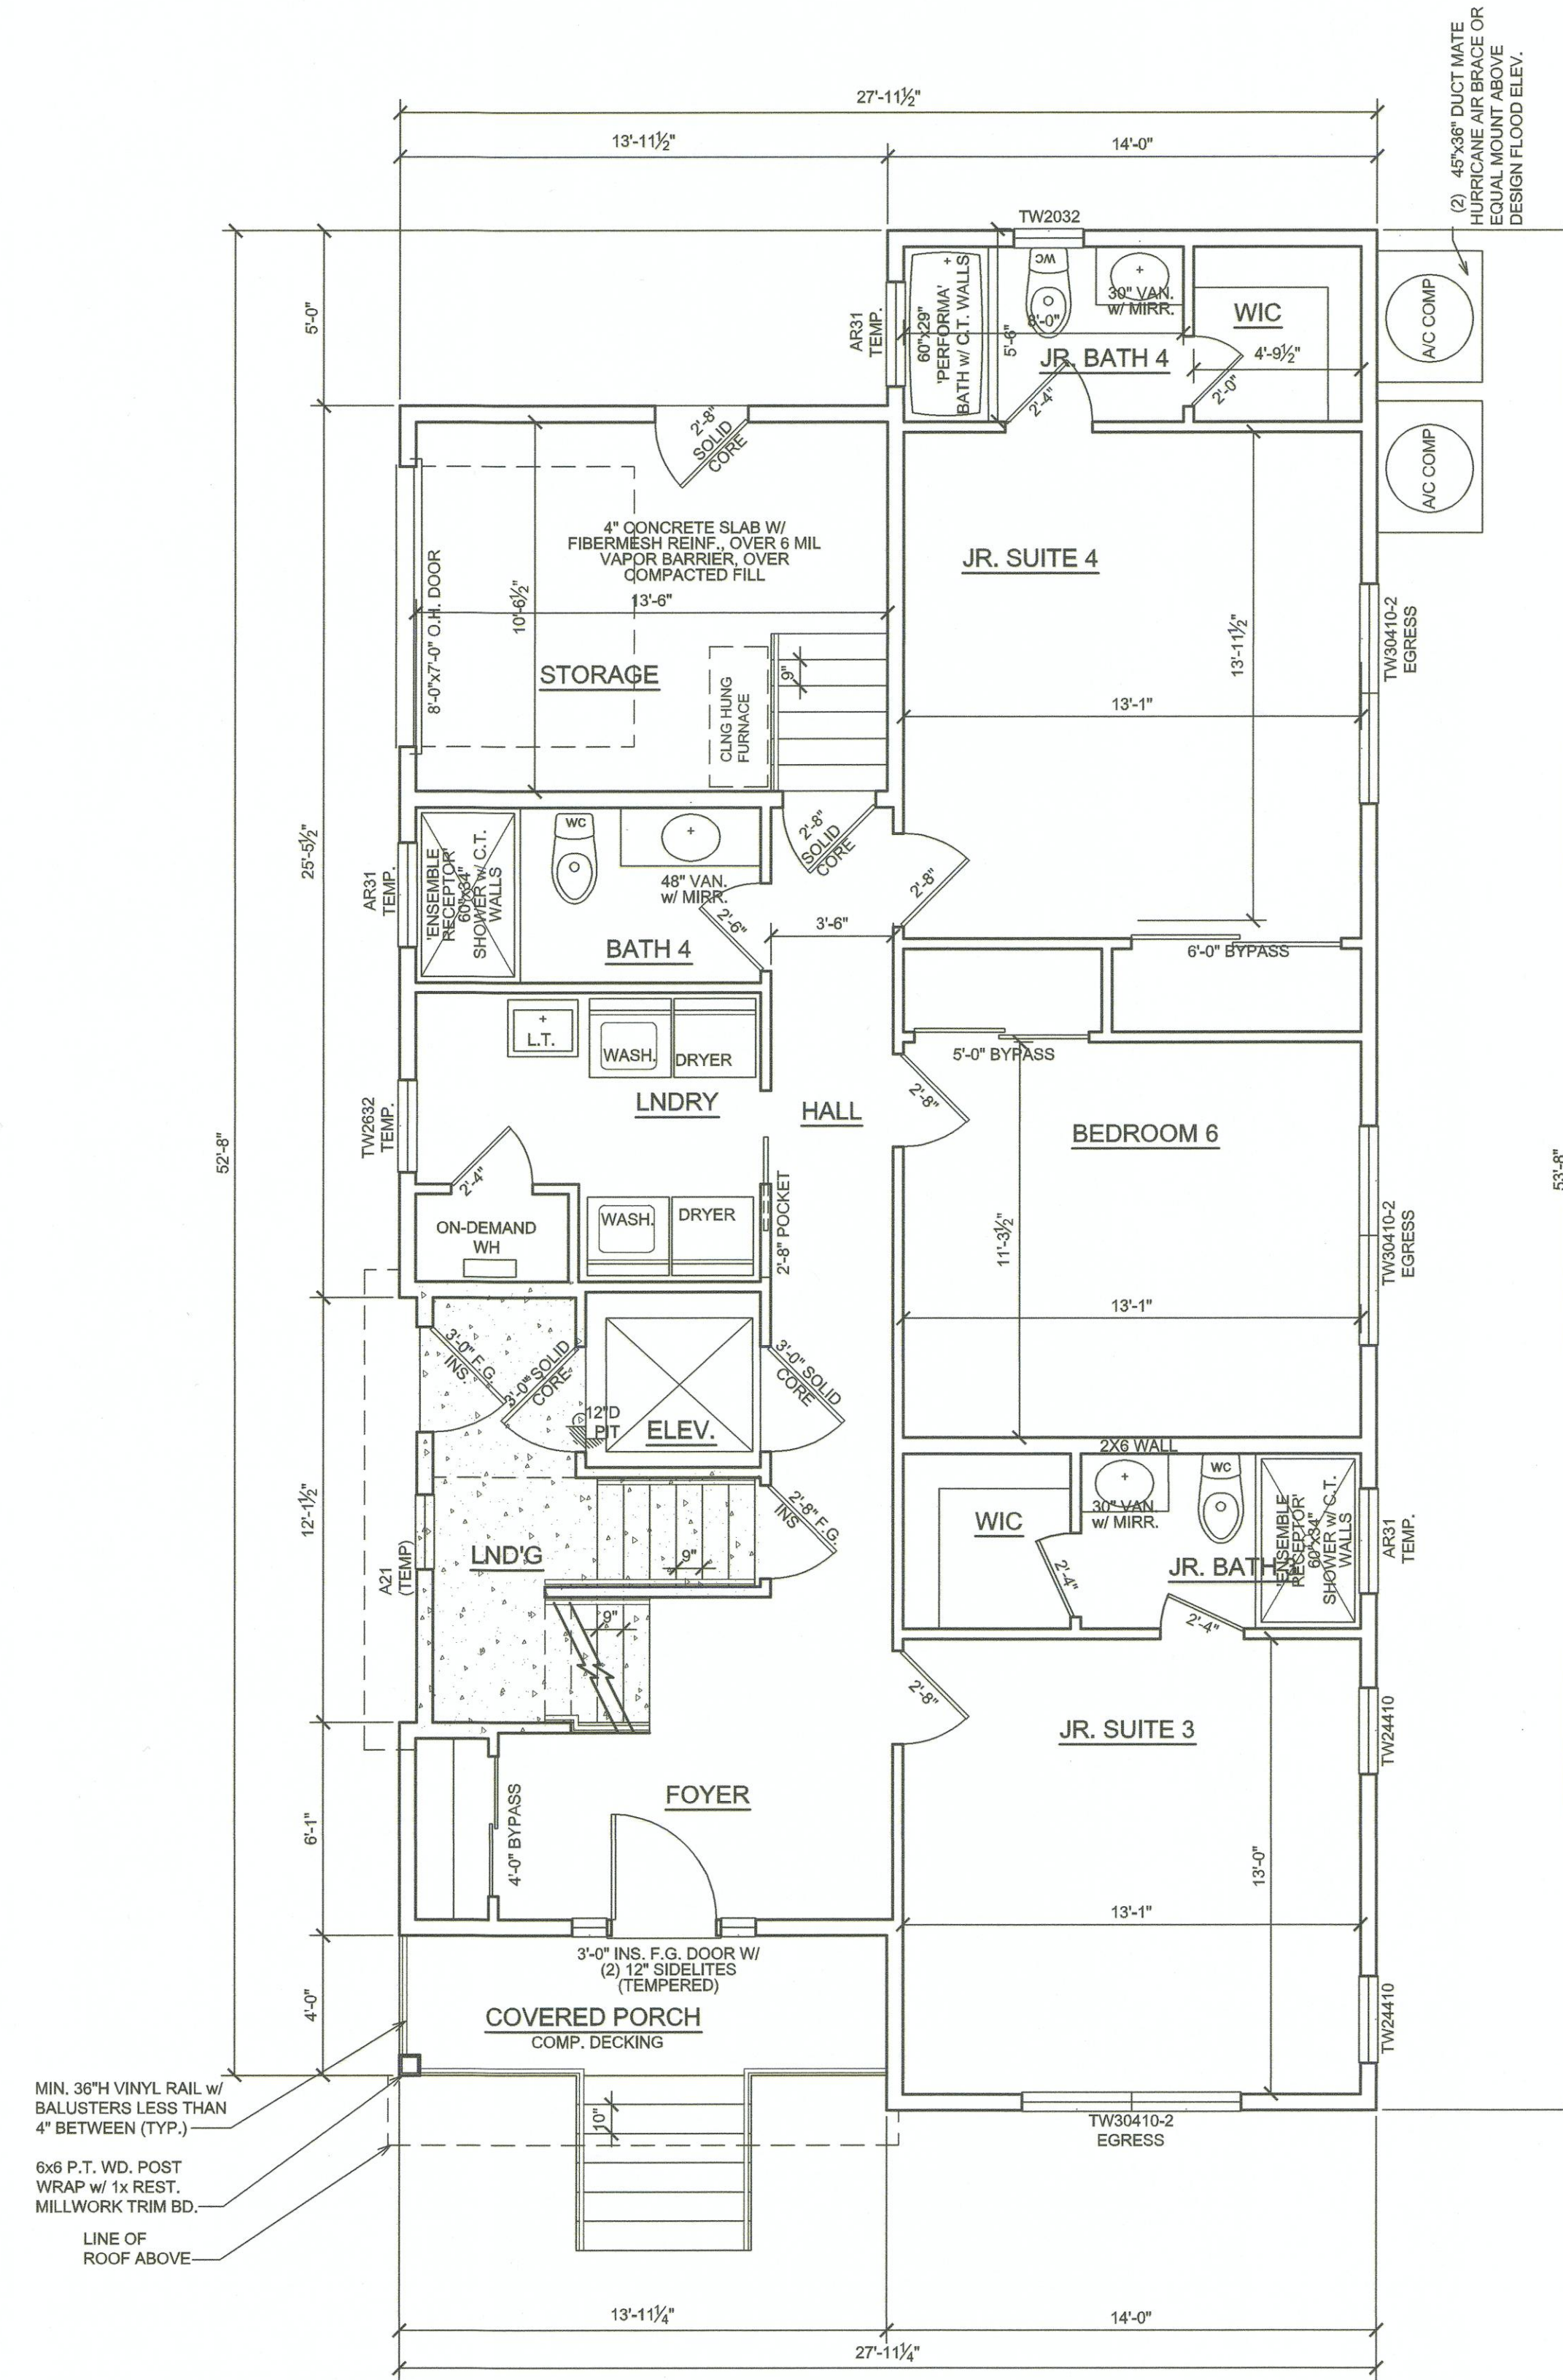 (2) 45"x36" DUCT MATE
HURRICANE AIR BRACE OR
EQUAL MOUNT ABOVE
DESIGN FLOOD ELEV.
27'-11½"
13'-11½"
14'-0"
TW2032
5'-0"
AR31
TEMP.
60"x29"
'PERFORMA'
BATH w/ C.T. WALLS
5'-6"
WC
30" VAN.
w/ MIRR.
8'-0"
JR. BATH 4
2'-4"
WIC
4'-9½"
2'-0"
A/C COMP
A/C COMP
2'-8"
SOLID
CORE
4" CONCRETE SLAB W/
FIBERMESH REINF., OVER 6 MIL
VAPOR BARRIER, OVER
COMPACTED FILL
13'-6"
10'-6½"
8'-0"x7'-0" O.H. DOOR
STORAGE
CLNG HUNG
FURNACE
9"
JR. SUITE 4
13'-11½"
13'-1"
TW30410-2
EGRESS
25'-5½"
AR31
TEMP.
'ENSEMBLE
RECEPTOR'
60"x34"
SHOWER w/ C.T.
WALLS
WC
48" VAN.
w/ MIRR.
2'-6"
BATH 4
2'-8"
SOLID
CORE
2'-8"
3'-6"
6'-0" BYPASS
5'-0" BYPASS
L.T.
WASH.
DRYER
LNDRY
HALL
2'-8"
BEDROOM 6
TW2632
TEMP.
52'-8"
53'-8"
2'-4"
ON-DEMAND
WH
WASH.
DRYER
2'-8" POCKET
11'-3½"
13'-1"
TW30410-2
EGRESS
3'-0" F.G.
INS.
3'-0" SOLID
CORE
12"D
PIT
ELEV.
3'-0" SOLID
CORE
2X6 WALL
12'-1½"
A21
(TEMP)
LND'G
9"
2'-8" F.G.
INS
9"
WIC
2'-4"
30" VAN.
w/ MIRR.
WC
JR. BATH
2'-4"
'ENSEMBLE
RECEPTOR'
60"x34"
SHOWER w/ C.T.
WALLS
AR31
TEMP.
2'-8"
JR. SUITE 3
TW24410
FOYER
4'-0" BYPASS
6'-1"
13'-0"
13'-1"
3'-0" INS. F.G. DOOR W/
(2) 12" SIDELITES
(TEMPERED)
COVERED PORCH
COMP. DECKING
4'-0"
TW24410
MIN. 36"H VINYL RAIL w/
BALUSTERS LESS THAN
4" BETWEEN (TYP.)
10"
TW30410-2
EGRESS
6x6 P.T. WD. POST
WRAP w/ 1x REST.
MILLWORK TRIM BD.
LINE OF
ROOF ABOVE
13'-11¼"
14'-0"
27'-11¼"